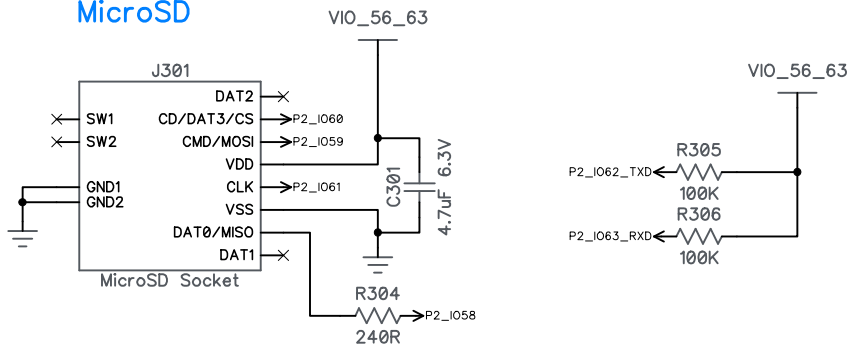 MicroSD
VIO_56_63
J301
DAT2
SW1
CD/DAT3/CS
P2_IO60
SW2
CMD/MOSI
P2_IO59
VDD
GND1
CLK
P2_IO61
GND2
VSS
DAT0/MISO
DAT1
MicroSD Socket
C301
4.7uF 6.3V
R304
P2_IO58
240R
VIO_56_63
R305
P2_IO62_TXD
100K
R306
P2_IO63_RXD
100K